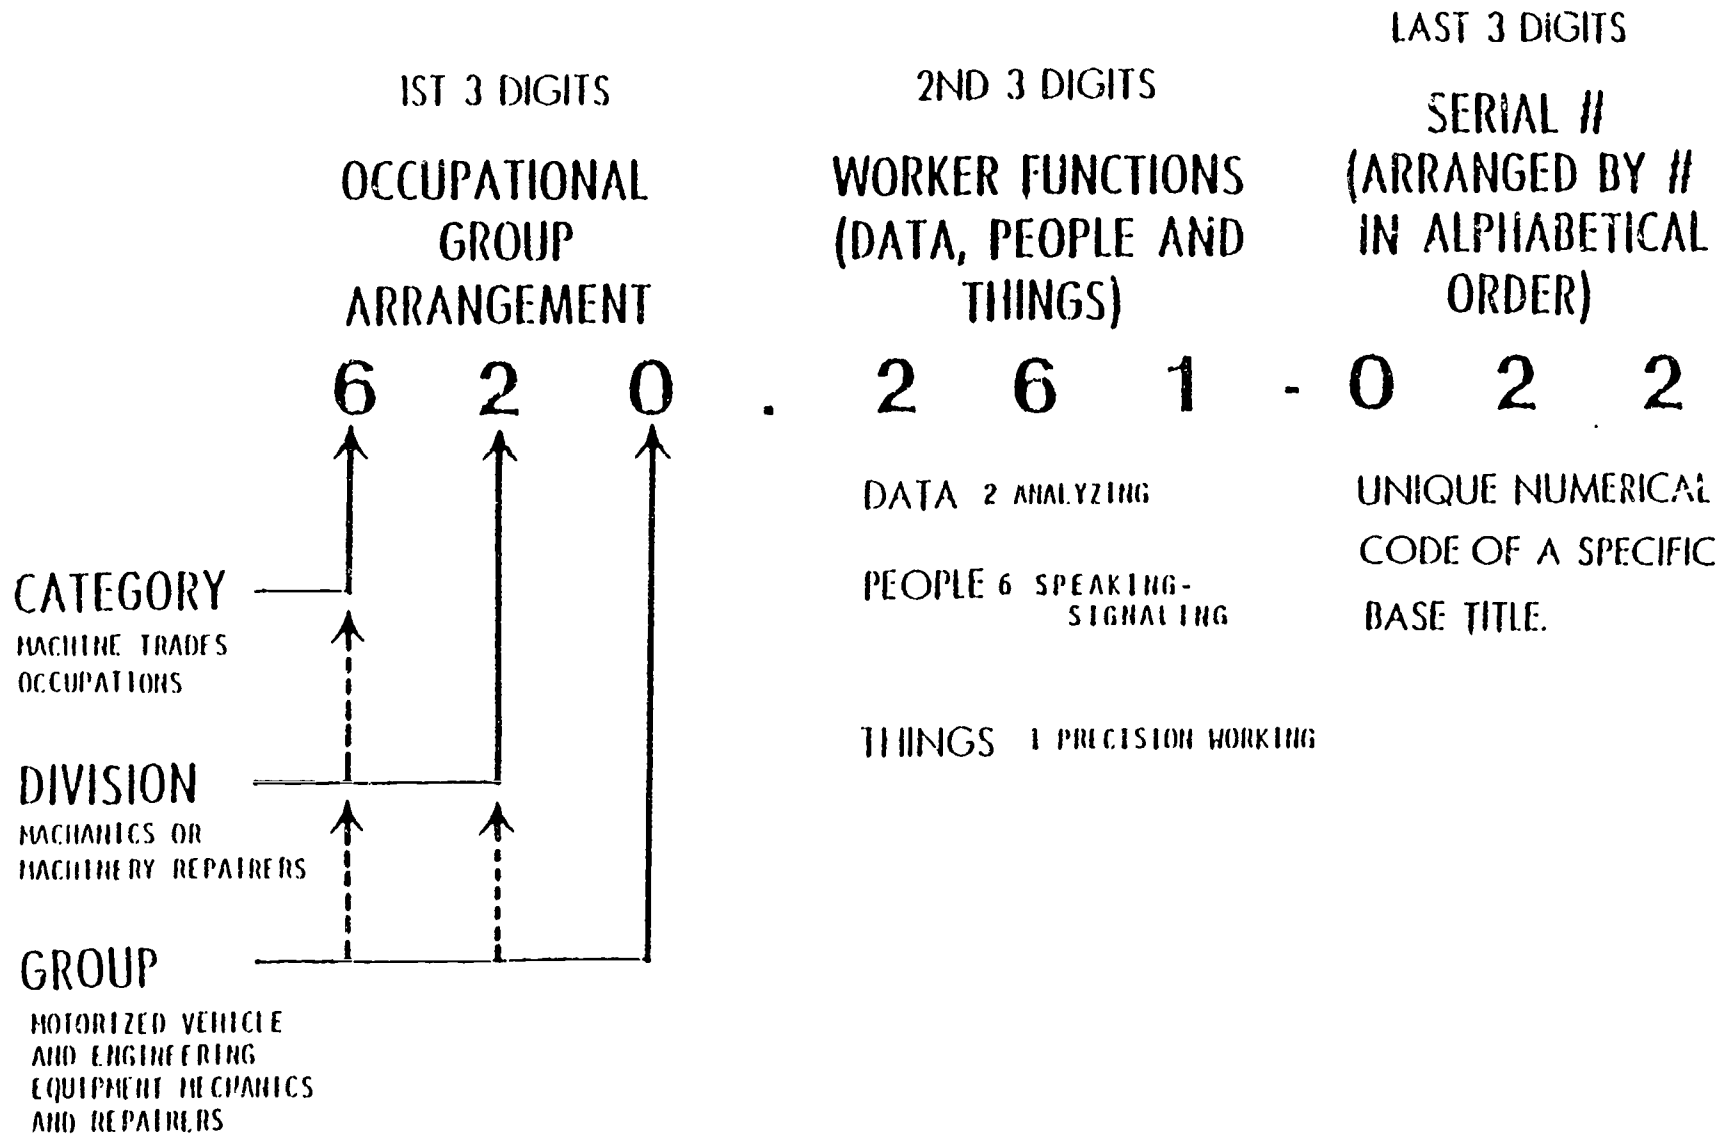 1ST 3 DIGITS
OCCUPATIONAL
GROUP
ARRANGEMENT
2ND 3 DIGITS
WORKER FUNCTIONS
(DATA, PEOPLE AND
THINGS)
LAST 3 DIGITS
SERIAL #
(ARRANGED BY #
IN ALPHABETICAL
ORDER)
6 2 0 . 2 6 1 - 0 2 2
CATEGORY
MACHINE TRADES
OCCUPATIONS
DIVISION
MACHANICS OR
MACHINERY REPAIRERS
GROUP
MOTORIZED VEHICLE
AND ENGINEERING
EQUIPMENT MECHANICS
AND REPAIRERS
DATA 2 ANALYZING
PEOPLE 6 SPEAKING-
SIGNALING
THINGS 1 PRECISION WORKING
UNIQUE NUMERICAL
CODE OF A SPECIFIC
BASE TITLE.